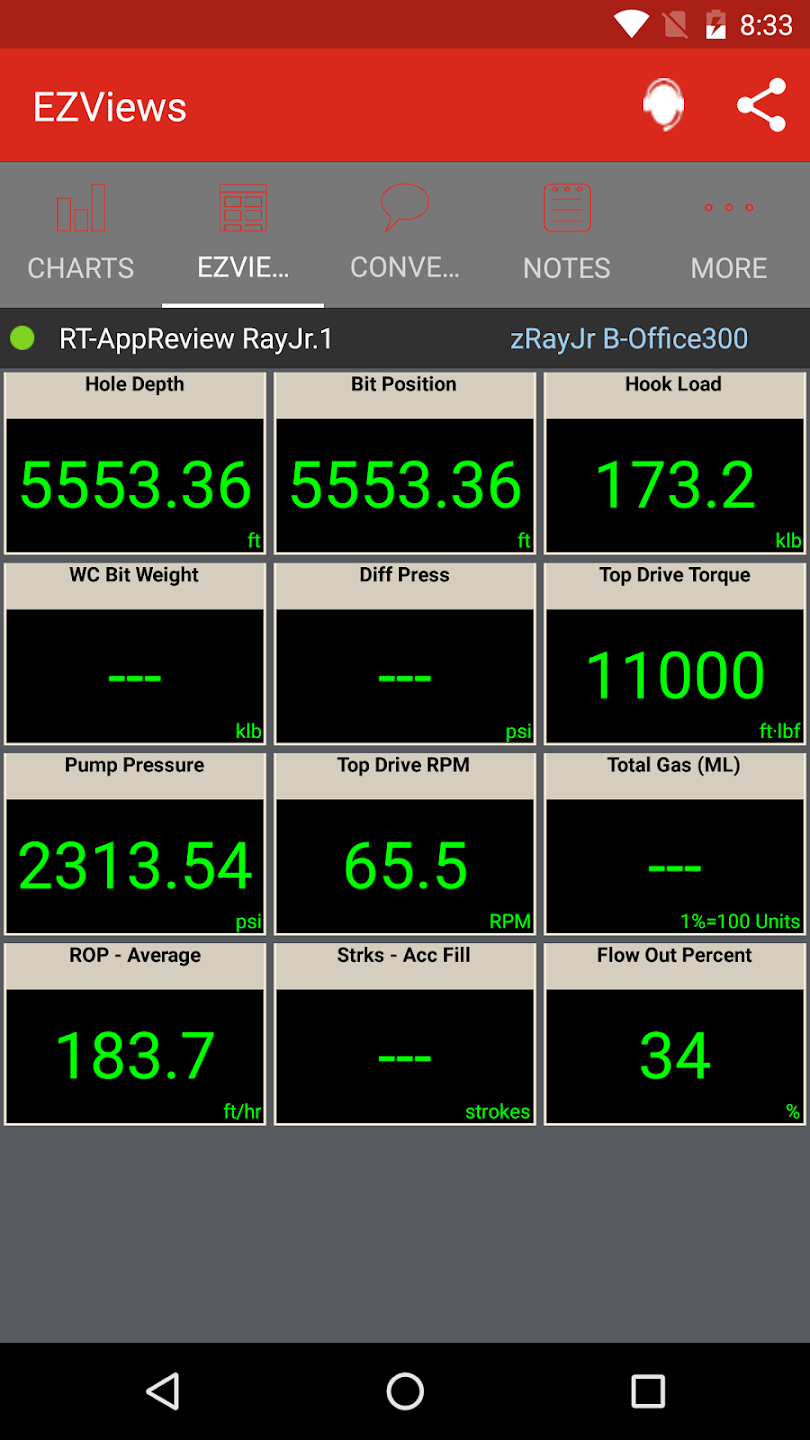 8:33
EZViews
CHARTS
EZVIE...
CONVE...
NOTES
MORE
RT-AppReview RayJr.1
zRayJr B-Office300
Hole Depth
5553.36
ft
Bit Position
5553.36
ft
Hook Load
173.2
klb
WC Bit Weight
---
klb
Diff Press
---
psi
Top Drive Torque
11000
ft·lbf
Pump Pressure
2313.54
psi
Top Drive RPM
65.5
RPM
Total Gas (ML)
---
1%=100 Units
ROP - Average
183.7
ft/hr
Strks - Acc Fill
---
strokes
Flow Out Percent
34
%